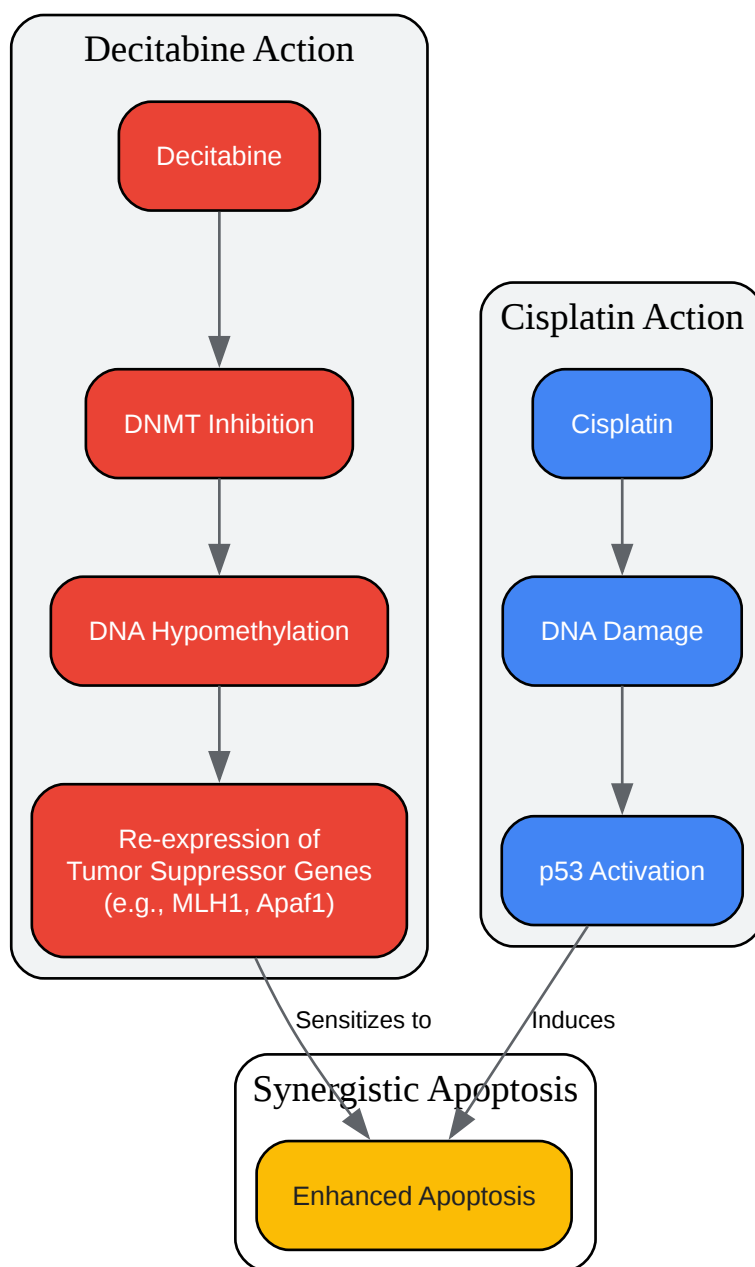 Decitabine Action
Decitabine
DNMT Inhibition
DNA Hypomethylation
Re-expression of
Tumor Suppressor Genes
(e.g., MLH1, Apaf1)
Cisplatin Action
Cisplatin
DNA Damage
p53 Activation
Sensitizes to
Induces
Synergistic Apoptosis
Enhanced Apoptosis